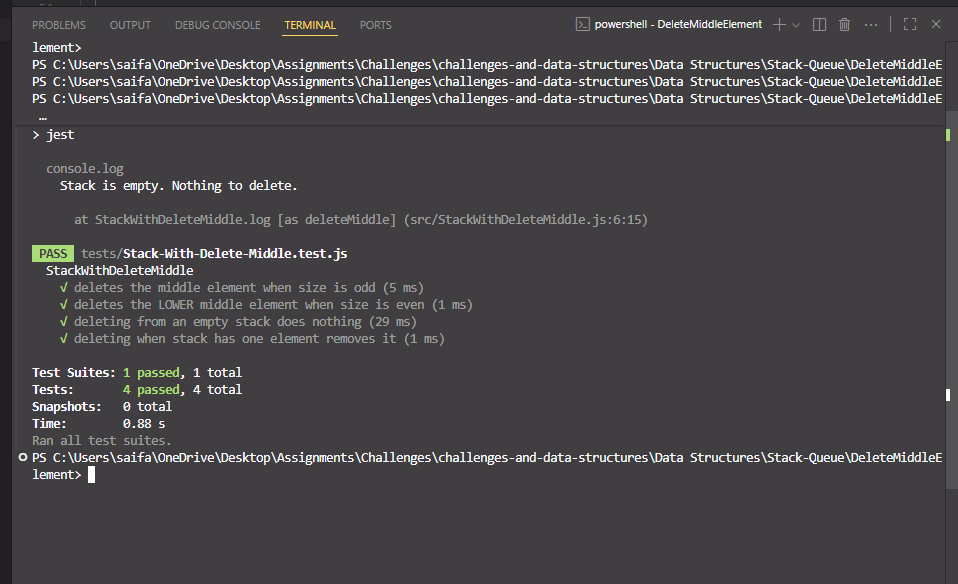 PROBLEMS OUTPUT DEBUG CONSOLE TERMINAL PORTS powershell - DeleteMiddleElement
lement>
PS C:\Users\saifa\OneDrive\Desktop\Assignments\Challenges\challenges-and-data-structures\Data Structures\Stack-Queue\DeleteMiddleE
PS C:\Users\saifa\OneDrive\Desktop\Assignments\Challenges\challenges-and-data-structures\Data Structures\Stack-Queue\DeleteMiddleE
PS C:\Users\saifa\OneDrive\Desktop\Assignments\Challenges\challenges-and-data-structures\Data Structures\Stack-Queue\DeleteMiddleE
…
> jest
console.log
Stack is empty. Nothing to delete.
at StackWithDeleteMiddle.log [as deleteMiddle] (src/StackWithDeleteMiddle.js:6:15)
PASS tests/Stack-With-Delete-Middle.test.js
StackWithDeleteMiddle
√ deletes the middle element when size is odd (5 ms)
√ deletes the LOWER middle element when size is even (1 ms)
√ deleting from an empty stack does nothing (29 ms)
√ deleting when stack has one element removes it (1 ms)
Test Suites: 1 passed, 1 total
Tests: 4 passed, 4 total
Snapshots: 0 total
Time: 0.88 s
Ran all test suites.
PS C:\Users\saifa\OneDrive\Desktop\Assignments\Challenges\challenges-and-data-structures\Data Structures\Stack-Queue\DeleteMiddleE
lement>